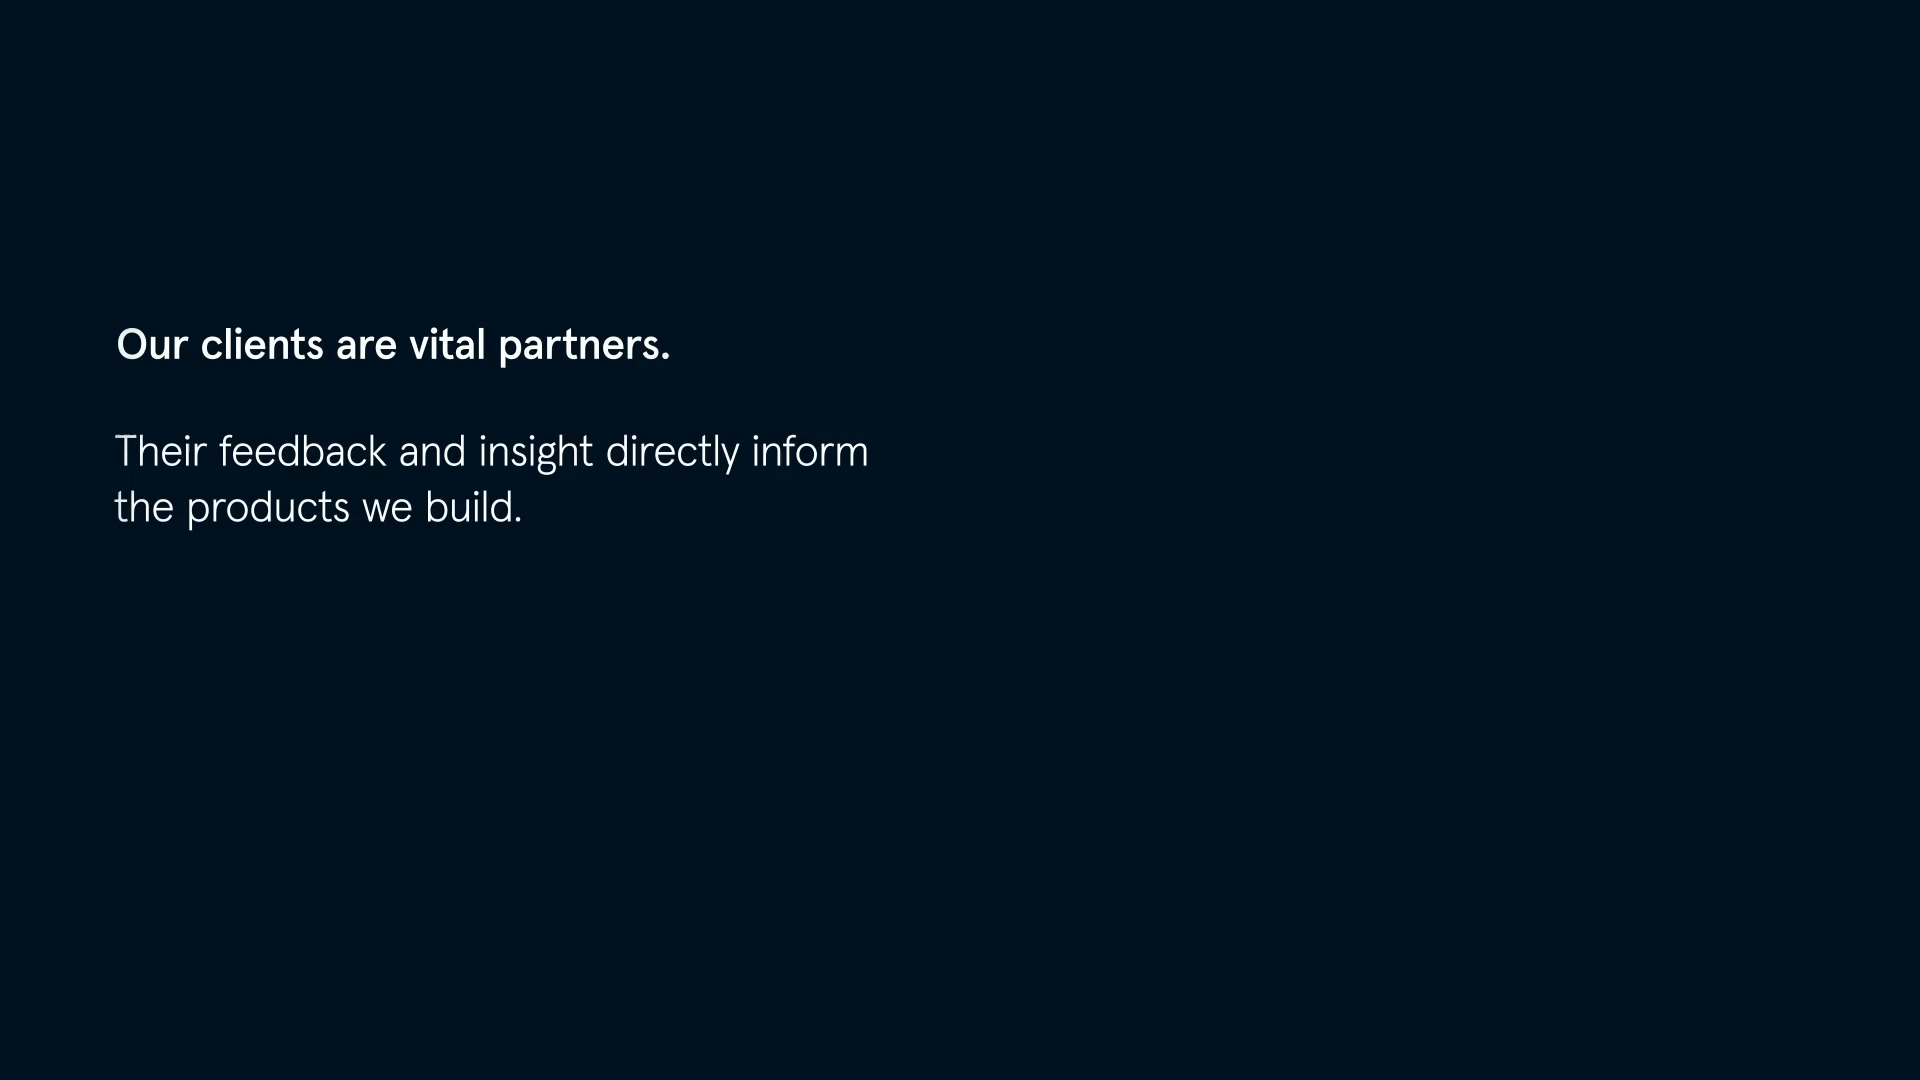 Our clients are vital partners.
Their feedback and insight directly inform
the products we build.